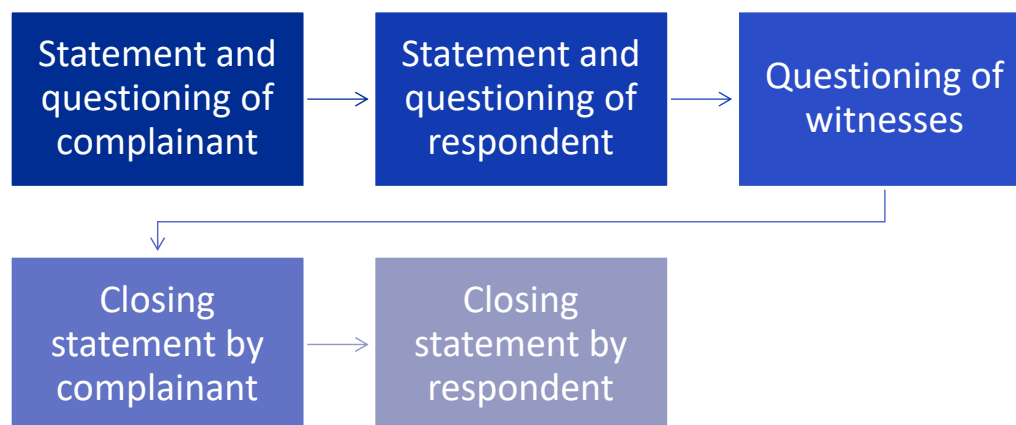 Statement and
questioning of
complainant
Statement and
questioning of
respondent
Questioning of
witnesses
Closing
statement by
complainant
Closing
statement by
respondent